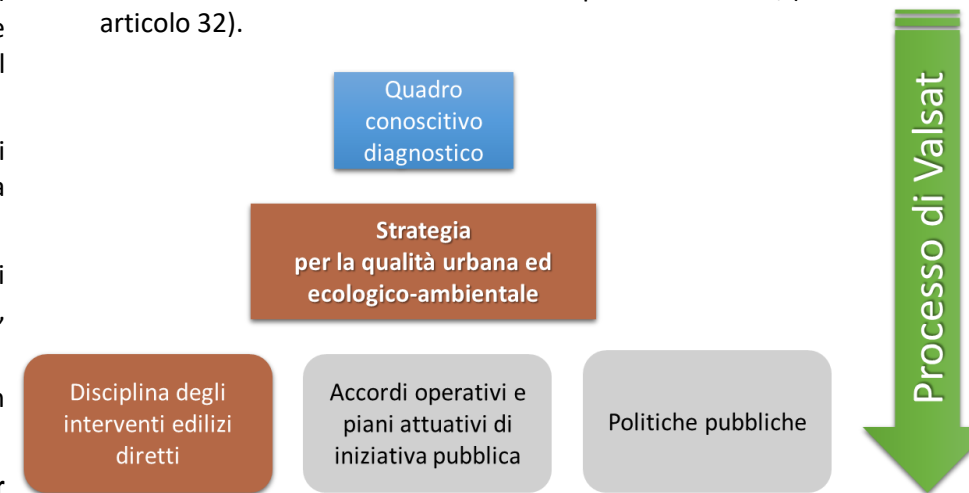 articolo 32).
Quadro
conoscitivo
diagnostico
Strategia
per la qualità urbana ed
ecologico-ambientale
Disciplina degli
interventi edilizi
diretti
Accordi operativi e
piani attuativi di
iniziativa pubblica
Politiche pubbliche
Processo di Valsat